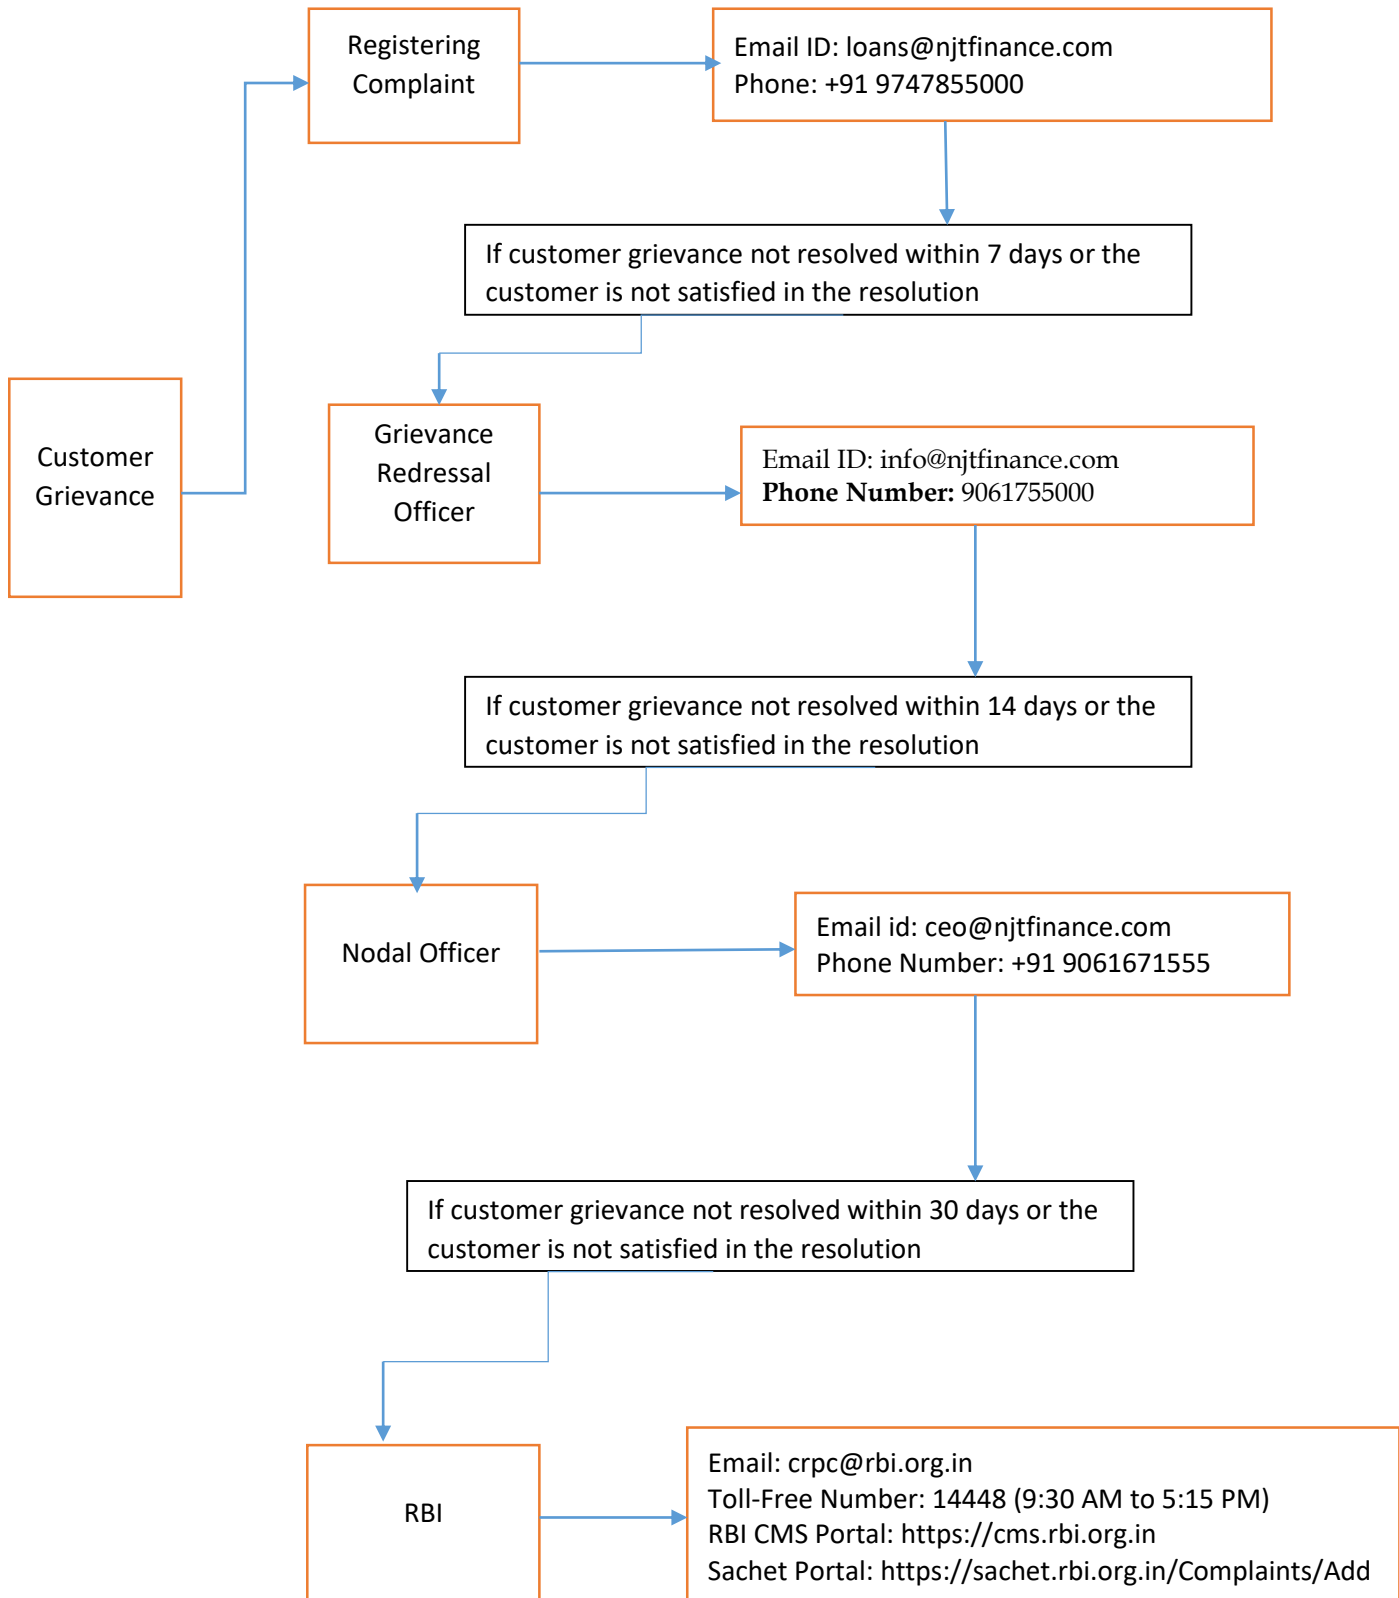 Registering
Complaint
Email ID: loans@njtfinance.com
Phone: +91 9747855000
If customer grievance not resolved within 7 days or the
customer is not satisfied in the resolution
Customer
Grievance
Grievance
Redressal
Officer
Email ID: info@njtfinance.com
Phone Number: 9061755000
If customer grievance not resolved within 14 days or the
customer is not satisfied in the resolution
Nodal Officer
Email id: ceo@njtfinance.com
Phone Number: +91 9061671555
If customer grievance not resolved within 30 days or the
customer is not satisfied in the resolution
RBI
Email: crpc@rbi.org.in
Toll-Free Number: 14448 (9:30 AM to 5:15 PM)
RBI CMS Portal: https://cms.rbi.org.in
Sachet Portal: https://sachet.rbi.org.in/Complaints/Add